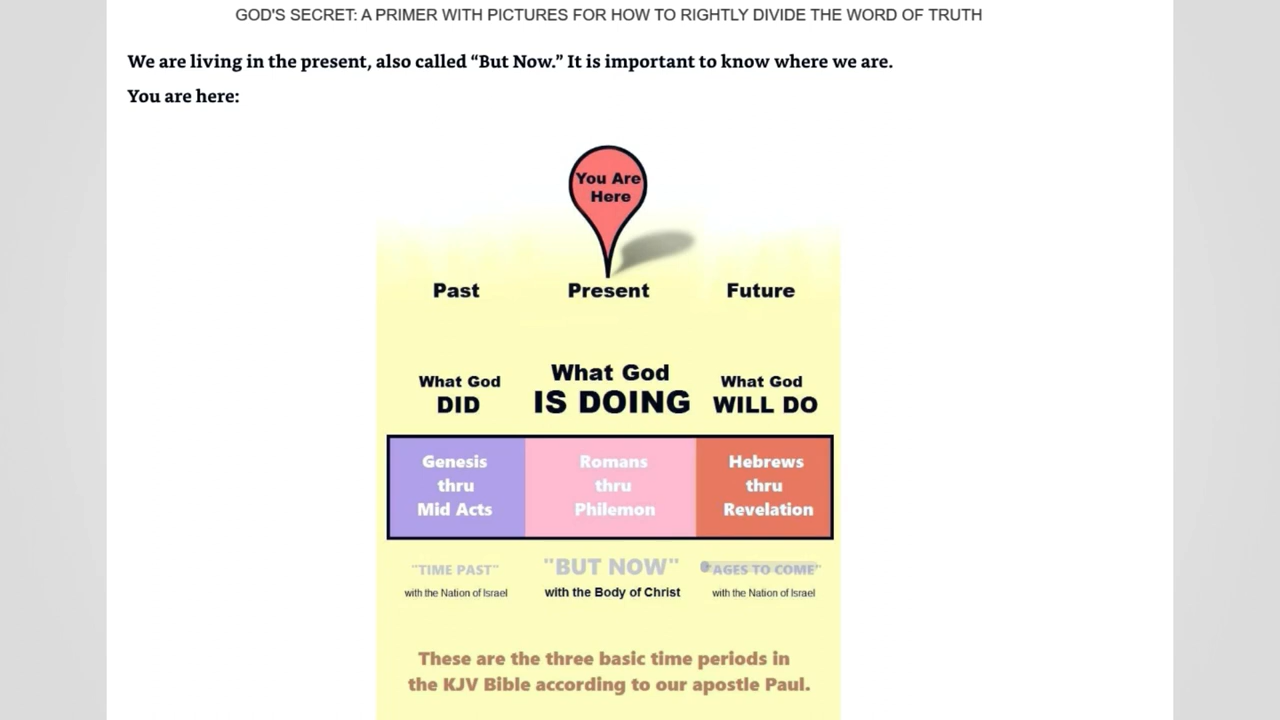 GOD'S SECRET: A PRIMER WITH PICTURES FOR HOW TO RIGHTLY DIVIDE THE WORD OF TRUTH
We are living in the present, also called “But Now.” It is important to know where we are.
You are here:
You Are
Here
Past Present Future
What God DID
What God IS DOING
What God WILL DO
Genesis thru Mid Acts
Romans thru Philemon
Hebrews thru Revelation
"TIME PAST" "BUT NOW" "AGES TO COME"
with the Nation of Israel with the Body of Christ with the Nation of Israel
These are the three basic time periods in
the KJV Bible according to our apostle Paul.